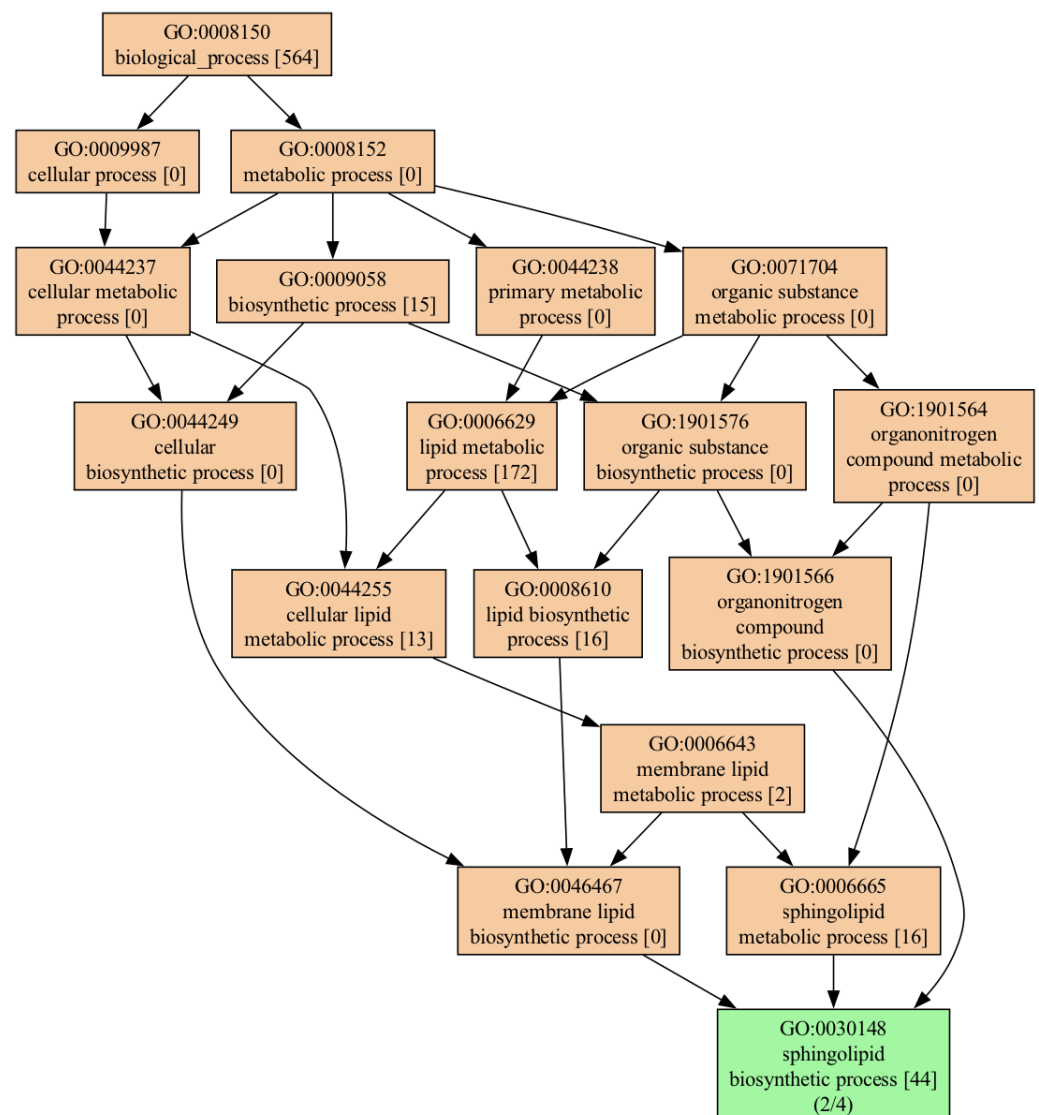 GO:0008150
biological_process [564]
GO:0009987
cellular process [0]
GO:0008152
metabolic process [0]
GO:0044237
cellular metabolic
process [0]
GO:0009058
biosynthetic process [15]
GO:0044238
primary metabolic
process [0]
GO:0071704
organic substance
metabolic process [0]
GO:0044249
cellular
biosynthetic process [0]
GO:0006629
lipid metabolic
process [172]
GO:1901576
organic substance
biosynthetic process [0]
GO:1901564
organonitrogen
compound metabolic
process [0]
GO:0044255
cellular lipid
metabolic process [13]
GO:0008610
lipid biosynthetic
process [16]
GO:1901566
organonitrogen
compound
biosynthetic process [0]
GO:0006643
membrane lipid
metabolic process [2]
GO:0046467
membrane lipid
biosynthetic process [0]
GO:0006665
sphingolipid
metabolic process [16]
GO:0030148
sphingolipid
biosynthetic process [44]
(2/4)